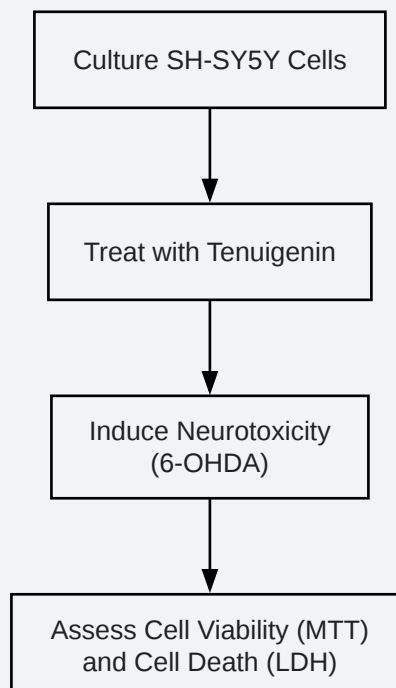 Culture SH-SY5Y Cells
Treat with Tenuigenin
Induce Neurotoxicity
(6-OHDA)
Assess Cell Viability (MTT)
and Cell Death (LDH)